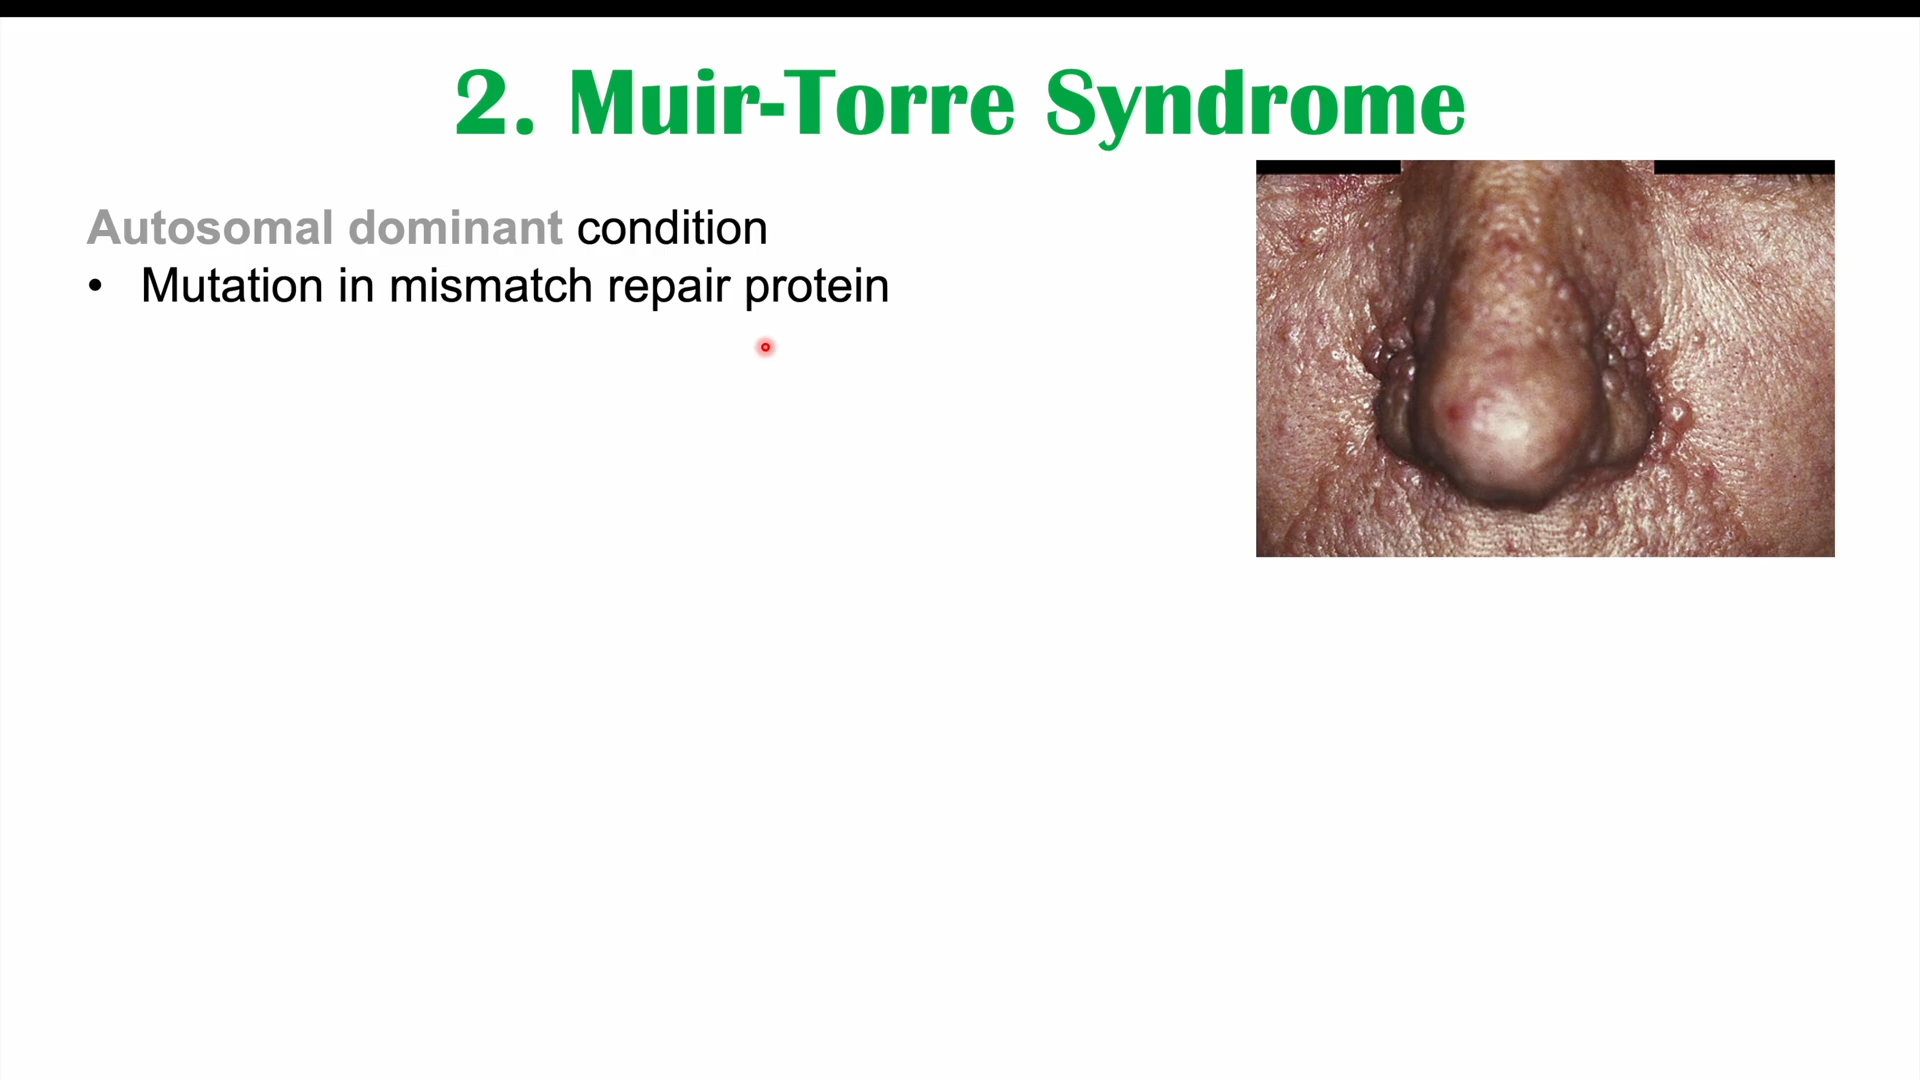 2. Muir-Torre Syndrome
Autosomal dominant condition
• Mutation in mismatch repair protein